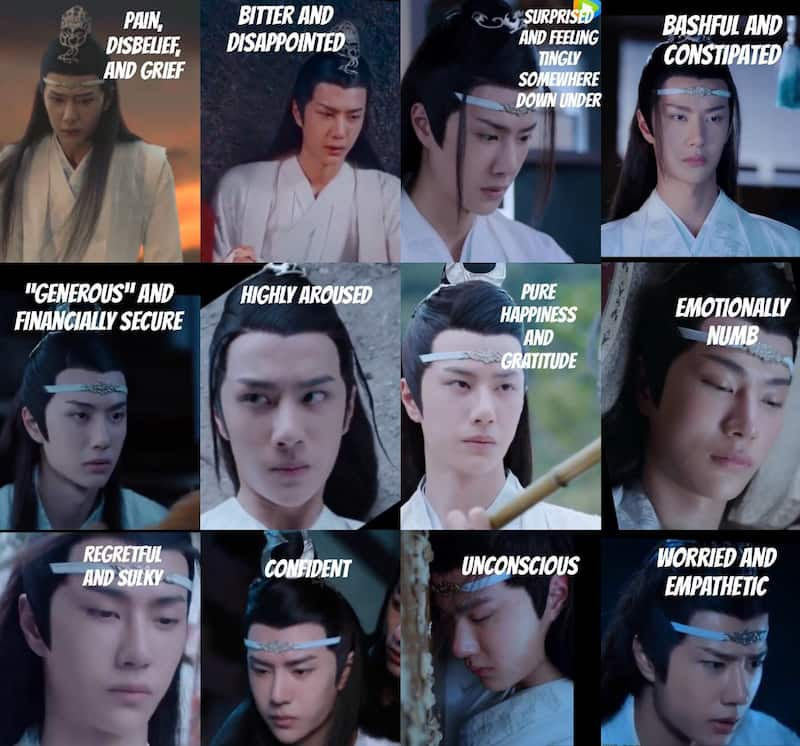 PAIN,
DISBELIEF,
AND GRIEF
BITTER AND
DISAPPOINTED
SURPRISED
AND FEELING
TINGLY
SOMEWHERE
DOWN UNDER
BASHFUL AND
CONSTIPATED
"GENEROUS" AND
FINANCIALLY SECURE
HIGHLY AROUSED
PURE
HAPPINESS
AND
GRATITUDE
EMOTIONALLY
NUMB
REGRETFUL
AND SULKY
CONFIDENT
UNCONSCIOUS
WORRIED AND
EMPATHETIC